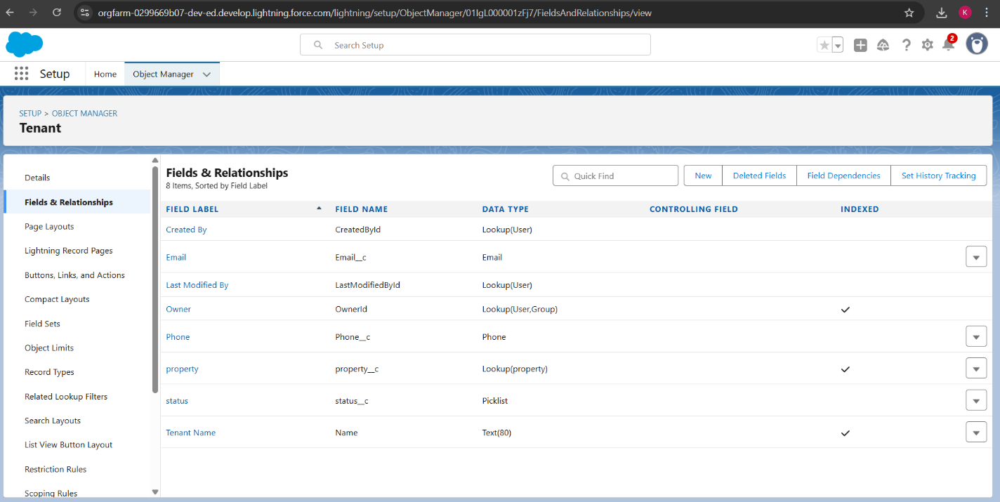 orgfarm-0299669b07-dev-ed.develop.lightning.force.com/lightning/setup/ObjectManager/01IgL000001zFj7/FieldsAndRelationships/view
K
Search Setup
2
Setup
Home
Object Manager
SETUP > OBJECT MANAGER
Tenant
Details
Fields & Relationships
Page Layouts
Lightning Record Pages
Buttons, Links, and Actions
Compact Layouts
Field Sets
Object Limits
Record Types
Related Lookup Filters
Search Layouts
List View Button Layout
Restriction Rules
Scoping Rules
Fields & Relationships
8 Items, Sorted by Field Label
Quick Find
New
Deleted Fields
Field Dependencies
Set History Tracking
FIELD LABEL FIELD NAME DATA TYPE CONTROLLING FIELD INDEXED
Created By CreatedById Lookup(User)
Email Email__c Email
Last Modified By LastModifiedById Lookup(User)
Owner OwnerId Lookup(User,Group)
Phone Phone__c Phone
property property__c Lookup(property)
status status__c Picklist
Tenant Name Name Text(80)